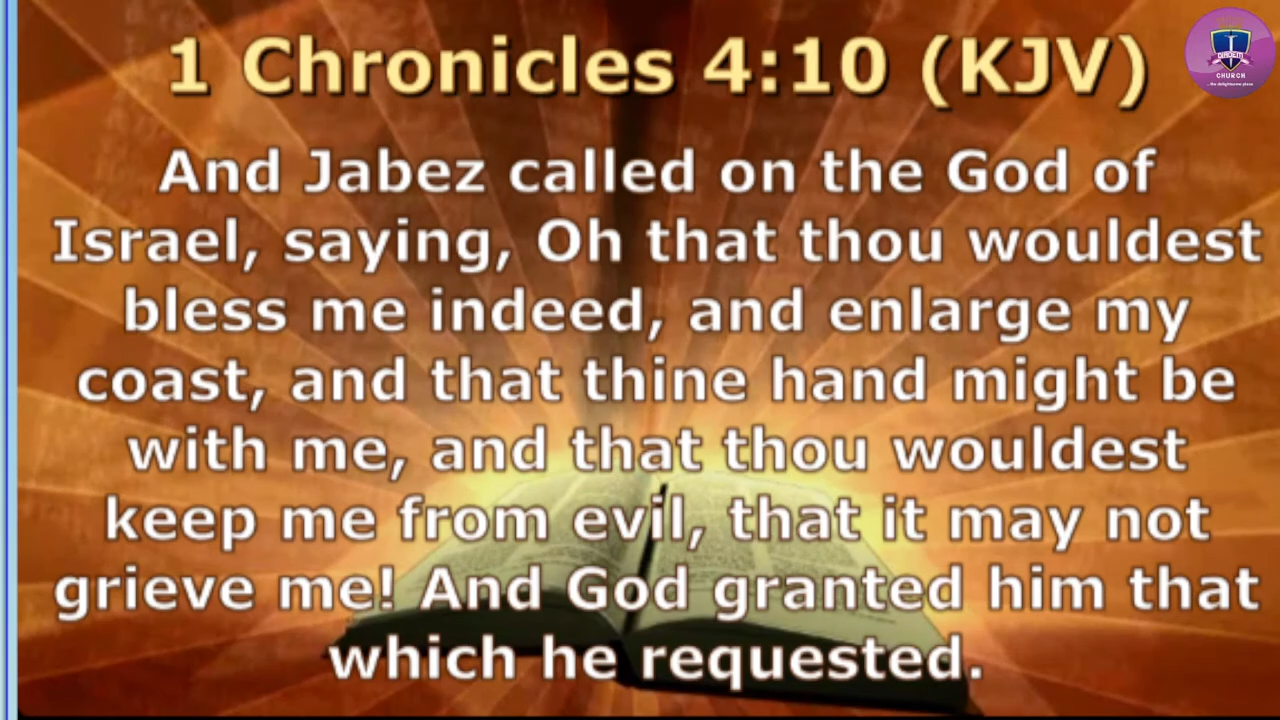 1 Chronicles 4:10 (KJV)
And Jabez called on the God of
Israel, saying, Oh that thou wouldest
bless me indeed, and enlarge my
coast, and that thine hand might be
with me, and that thou wouldest
keep me from evil, that it may not
grieve me! And God granted him that
which he requested.
CHURCH